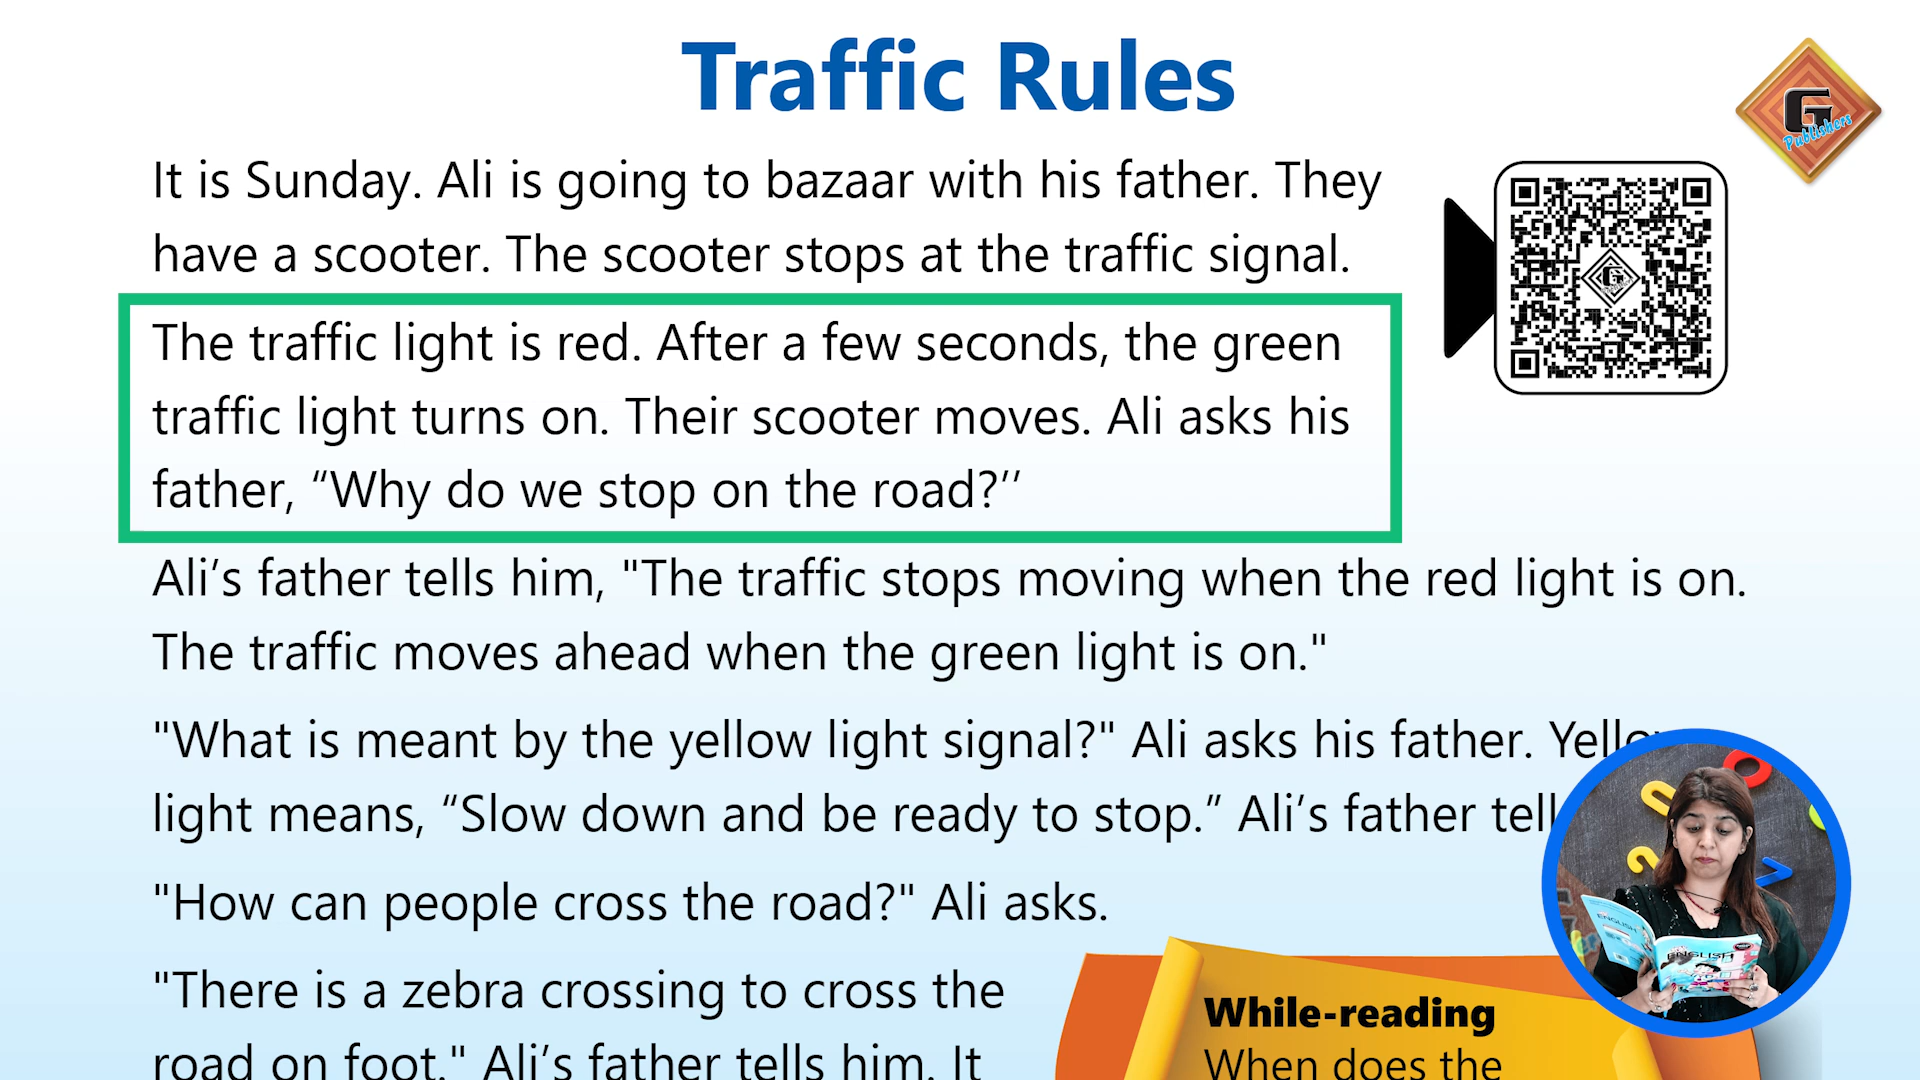 Traffic Rules
G
Publishers
It is Sunday. Ali is going to bazaar with his father. They
have a scooter. The scooter stops at the traffic signal.
The traffic light is red. After a few seconds, the green
traffic light turns on. Their scooter moves. Ali asks his
father, “Why do we stop on the road?’’
Ali’s father tells him, "The traffic stops moving when the red light is on.
The traffic moves ahead when the green light is on."
"What is meant by the yellow light signal?" Ali asks his father.
light means, “Slow down and be ready to stop.” Ali’s father
"How can people cross the road?" Ali asks.
"There is a zebra crossing to cross the
road on foot." Ali’s father tells him. It
While-reading
When does the
ENGLISH
ENGLISH